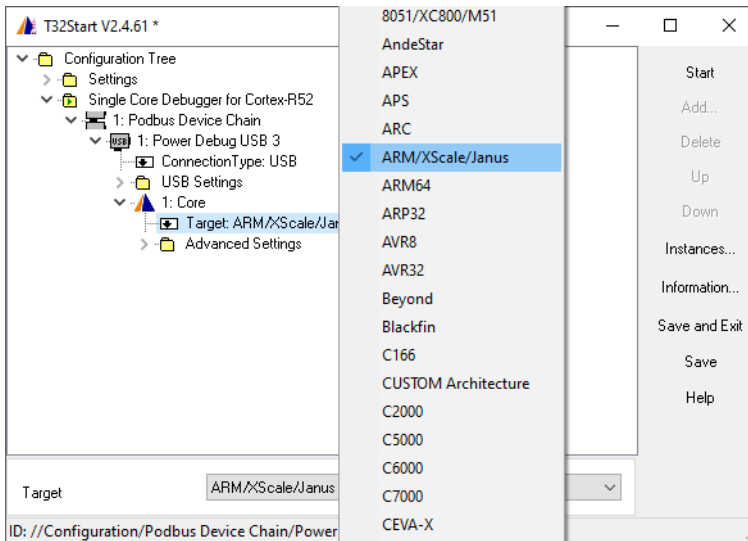 T32Start V2.4.61 *
Configuration Tree
Settings
Single Core Debugger for Cortex-R52
1: Podbus Device Chain
1: Power Debug USB 3
ConnectionType: USB
USB Settings
1: Core
Target: ARM/XScale/Jar
Advanced Settings
Target
ARM/XScale/Janus
ID: //Configuration/Podbus Device Chain/Power
8051/XC800/M51
AndeStar
APEX
APS
ARC
ARM/XScale/Janus
ARM64
ARP32
AVR8
AVR32
Beyond
Blackfin
C166
CUSTOM Architecture
C2000
C5000
C6000
C7000
CEVA-X
Start
Add...
Delete
Up
Down
Instances...
Information...
Save and Exit
Save
Help